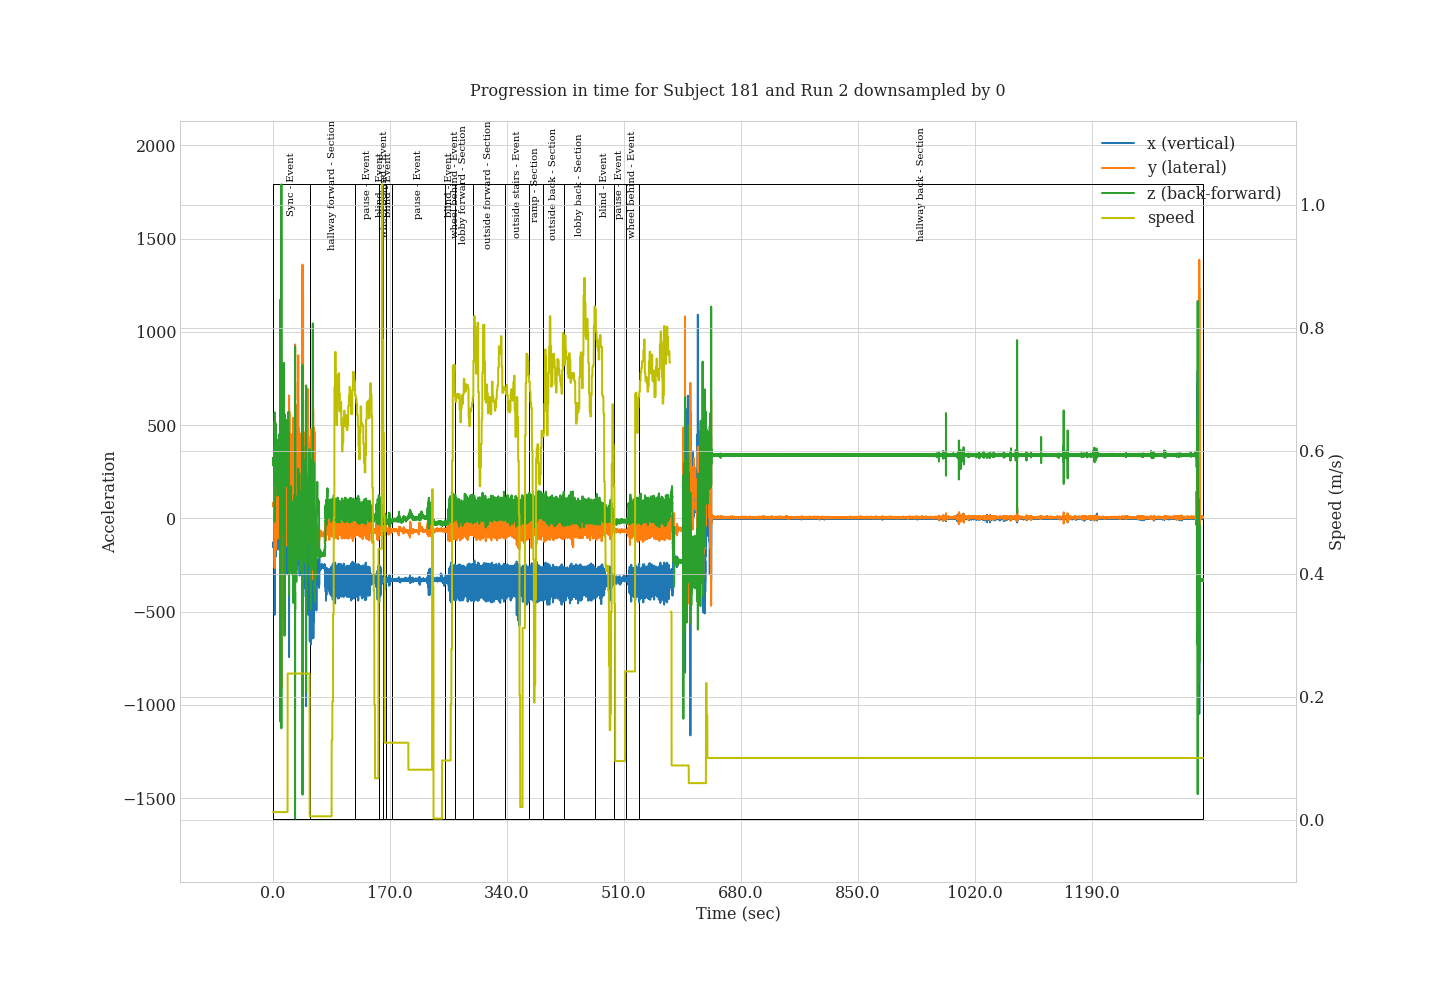 Progression in time for Subject 181 and Run 2 downsampled by 0
2000
1500
1000
500
0
−500
−1000
−1500
Acceleration
Sync - Event
hallway forward - Section
pause - Event
blind - Event
blind - Event
pause - Event
blind - Event
wheel behind - Event
lobby forward - Section
outside forward - Section
outside stairs - Event
ramp - Section
outside back - Section
lobby back - Section
blind - Event
pause - Event
wheel behind - Event
hallway back - Section
x (vertical)
y (lateral)
z (back-forward)
speed
1.0
0.8
0.6
0.4
0.2
0.0
Speed (m/s)
0.0 170.0 340.0 510.0 680.0 850.0 1020.0 1190.0
Time (sec)